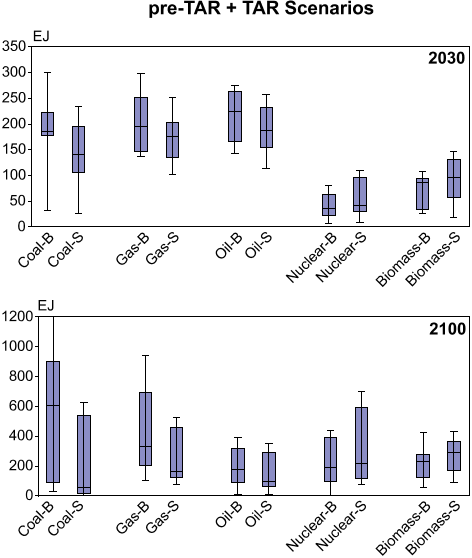 pre-TAR + TAR Scenarios
EJ
2030
350
300
250
200
150
100
50
0
Coal-B
Coal-S
Gas-B
Gas-S
Oil-B
Oil-S
Nuclear-B
Nuclear-S
Biomass-B
Biomass-S
EJ
2100
1200
1000
800
600
400
200
0
Coal-B
Coal-S
Gas-B
Gas-S
Oil-B
Oil-S
Nuclear-B
Nuclear-S
Biomass-B
Biomass-S